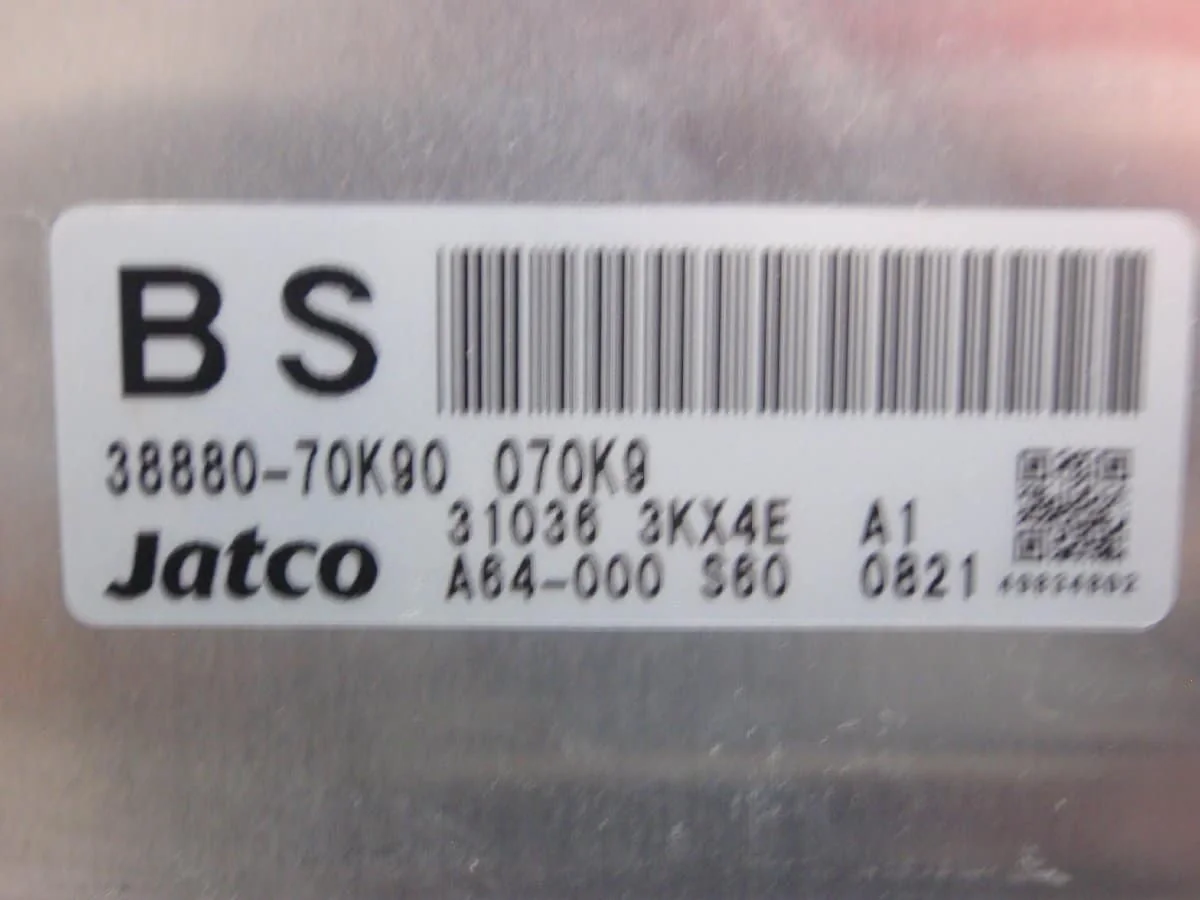 BS
38880-70K90 070K9
31036 3KX4E A1
Jatco A64-000 S60 0821